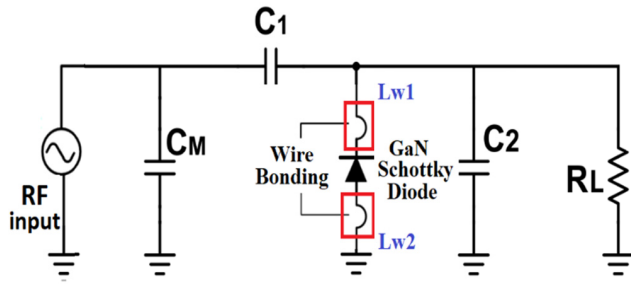 C1
Lw1
CM
Wire
Bonding
GaN
Schottky
Diode
C2
RL
RF
input
Lw2